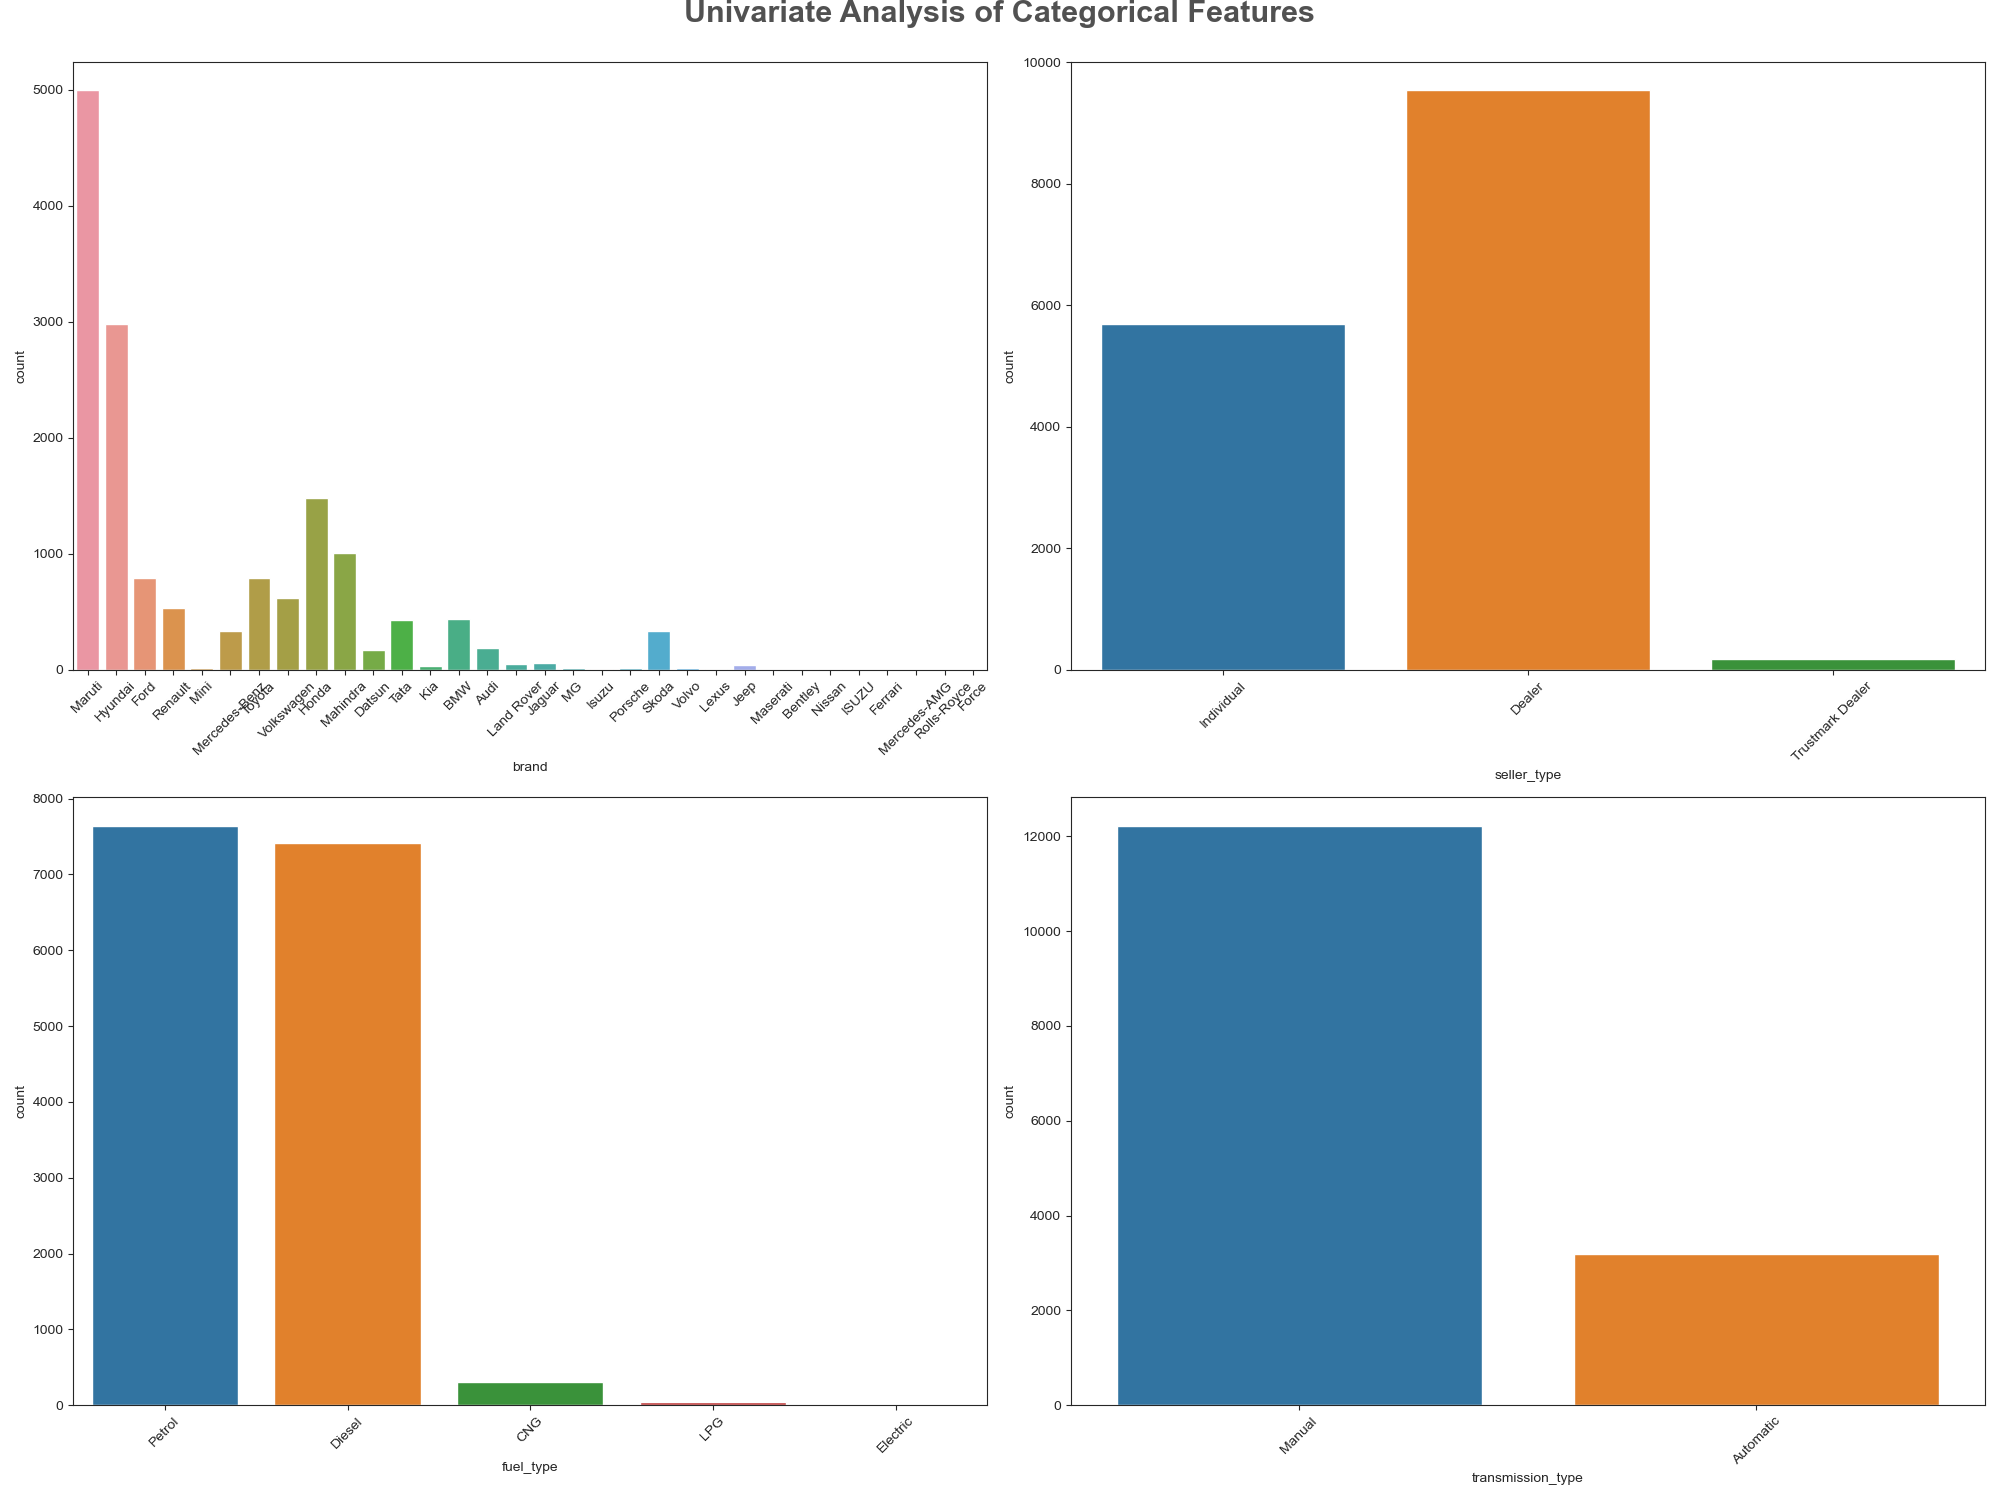 Univariate Analysis of Categorical Features
5000
4000
3000
2000
1000
0
count
Maruti
Hyundai
Ford
Renault
Mini
Mercedes-Benz
Toyota
Volkswagen
Honda
Mahindra
Datsun
Tata
Kia
BMW
Audi
Land Rover
Jaguar
MG
Isuzu
Porsche
Skoda
Volvo
Lexus
Jeep
Maserati
Bentley
Nissan
ISUZU
Ferrari
Mercedes-AMG
Rolls-Royce
Force
brand
10000
8000
6000
4000
2000
0
count
Individual
Dealer
Trustmark Dealer
seller_type
8000
7000
6000
5000
4000
3000
2000
1000
0
count
Petrol
Diesel
CNG
LPG
Electric
fuel_type
12000
10000
8000
6000
4000
2000
0
count
Manual
Automatic
transmission_type